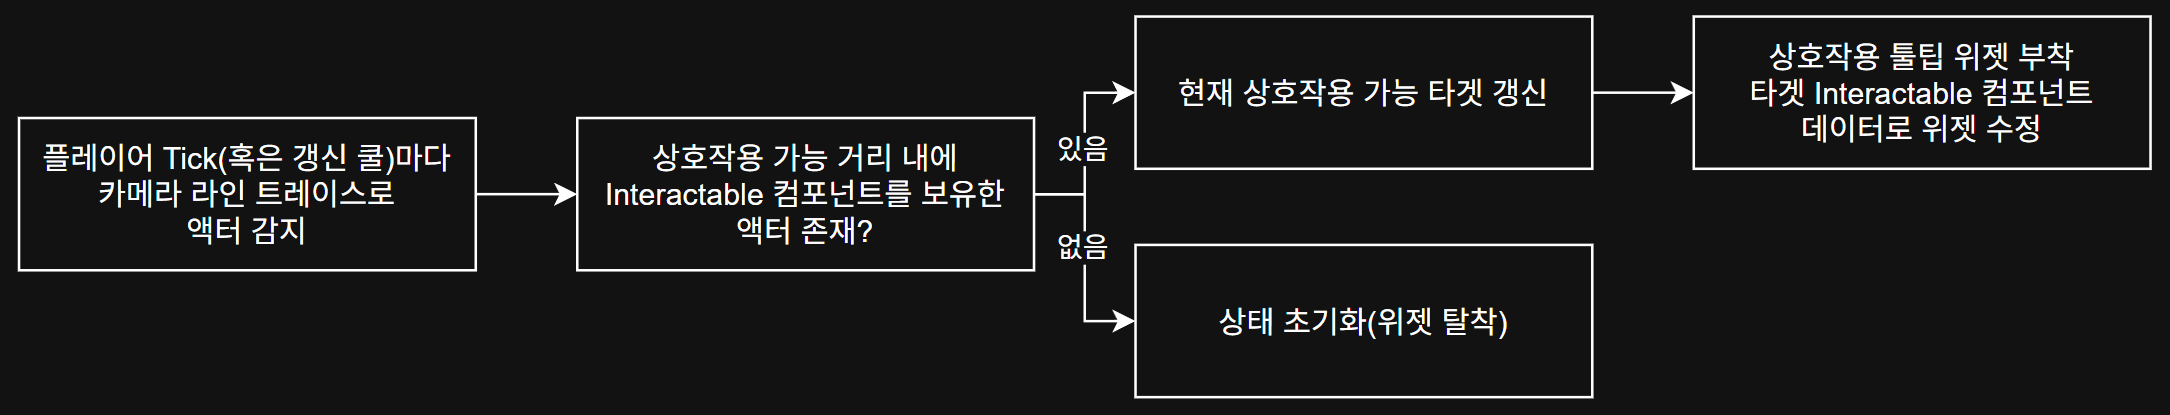 플레이어 Tick(혹은 갱신 쿨)마다
카메라 라인 트레이스로
액터 감지
상호작용 가능 거리 내에
Interactable 컴포넌트를 보유한
액터 존재?
있음
없음
현재 상호작용 가능 타겟 갱신
상호작용 툴팁 위젯 부착
타겟 Interactable 컴포넌트
데이터로 위젯 수정
상태 초기화(위젯 탈착)